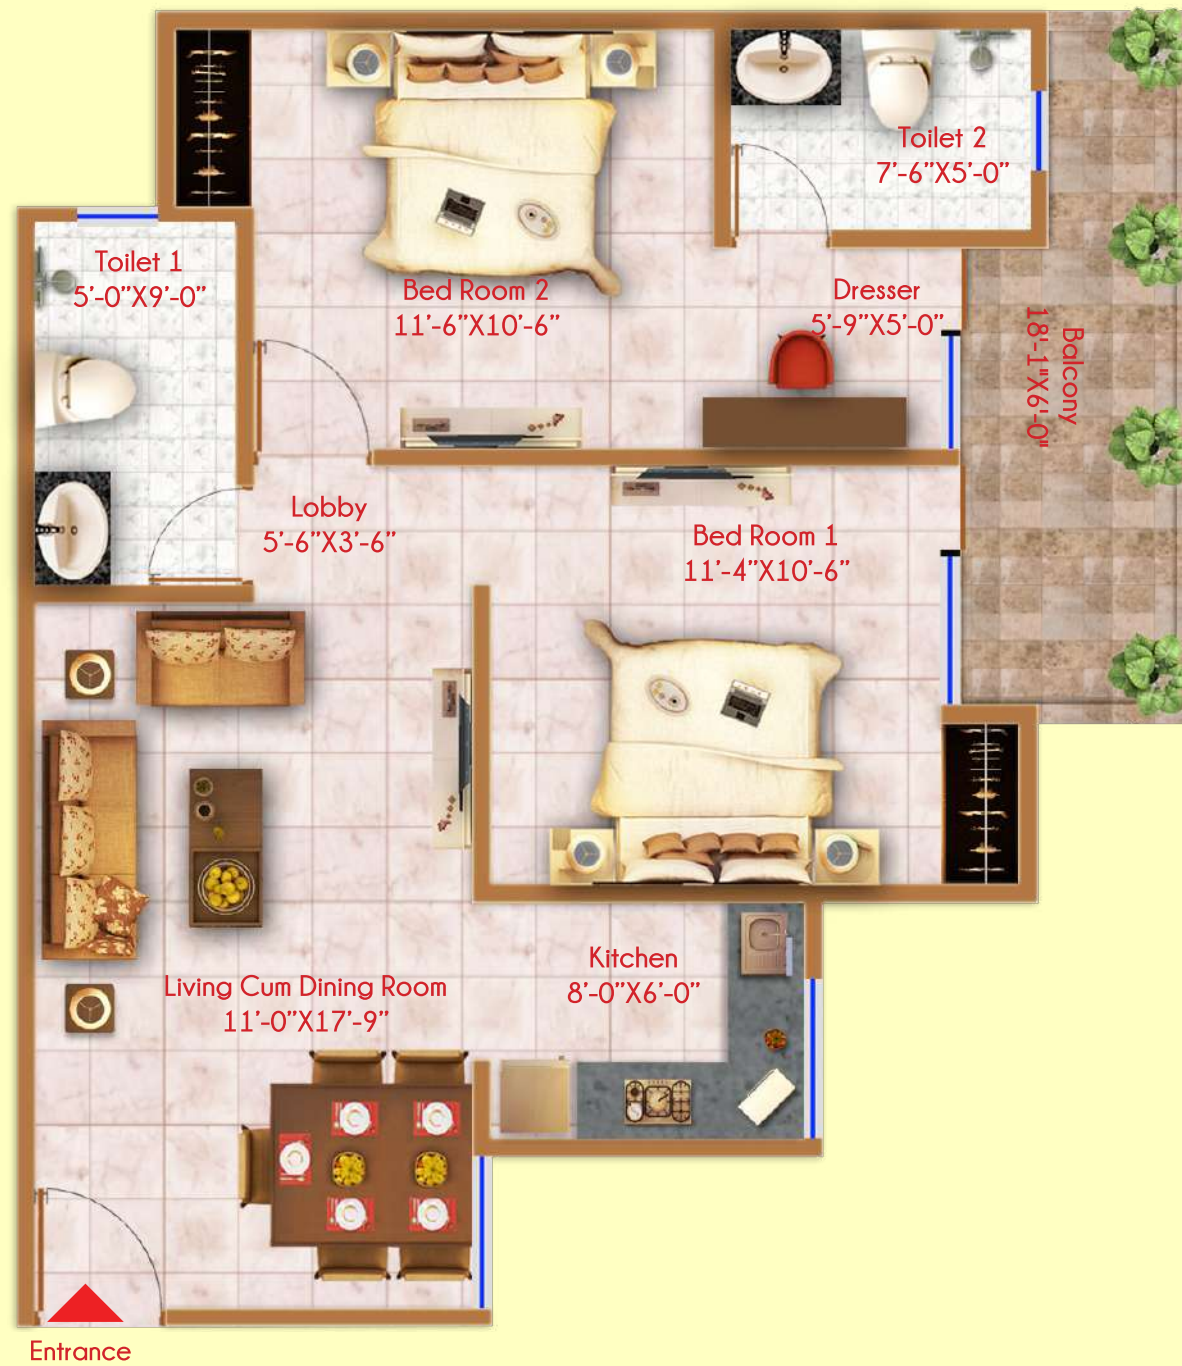 Toilet 2
7'-6"X5'-0"
Toilet 1
5'-0"X9'-0"
Bed Room 2
11'-6"X10'-6"
Dresser
5'-9"X5'-0"
Balcony
18'-1"X6'-0"
Lobby
5'-6"X3'-6"
Bed Room 1
11'-4"X10'-6"
Kitchen
8'-0"X6'-0"
Living Cum Dining Room
11'-0"X17'-9"
Entrance